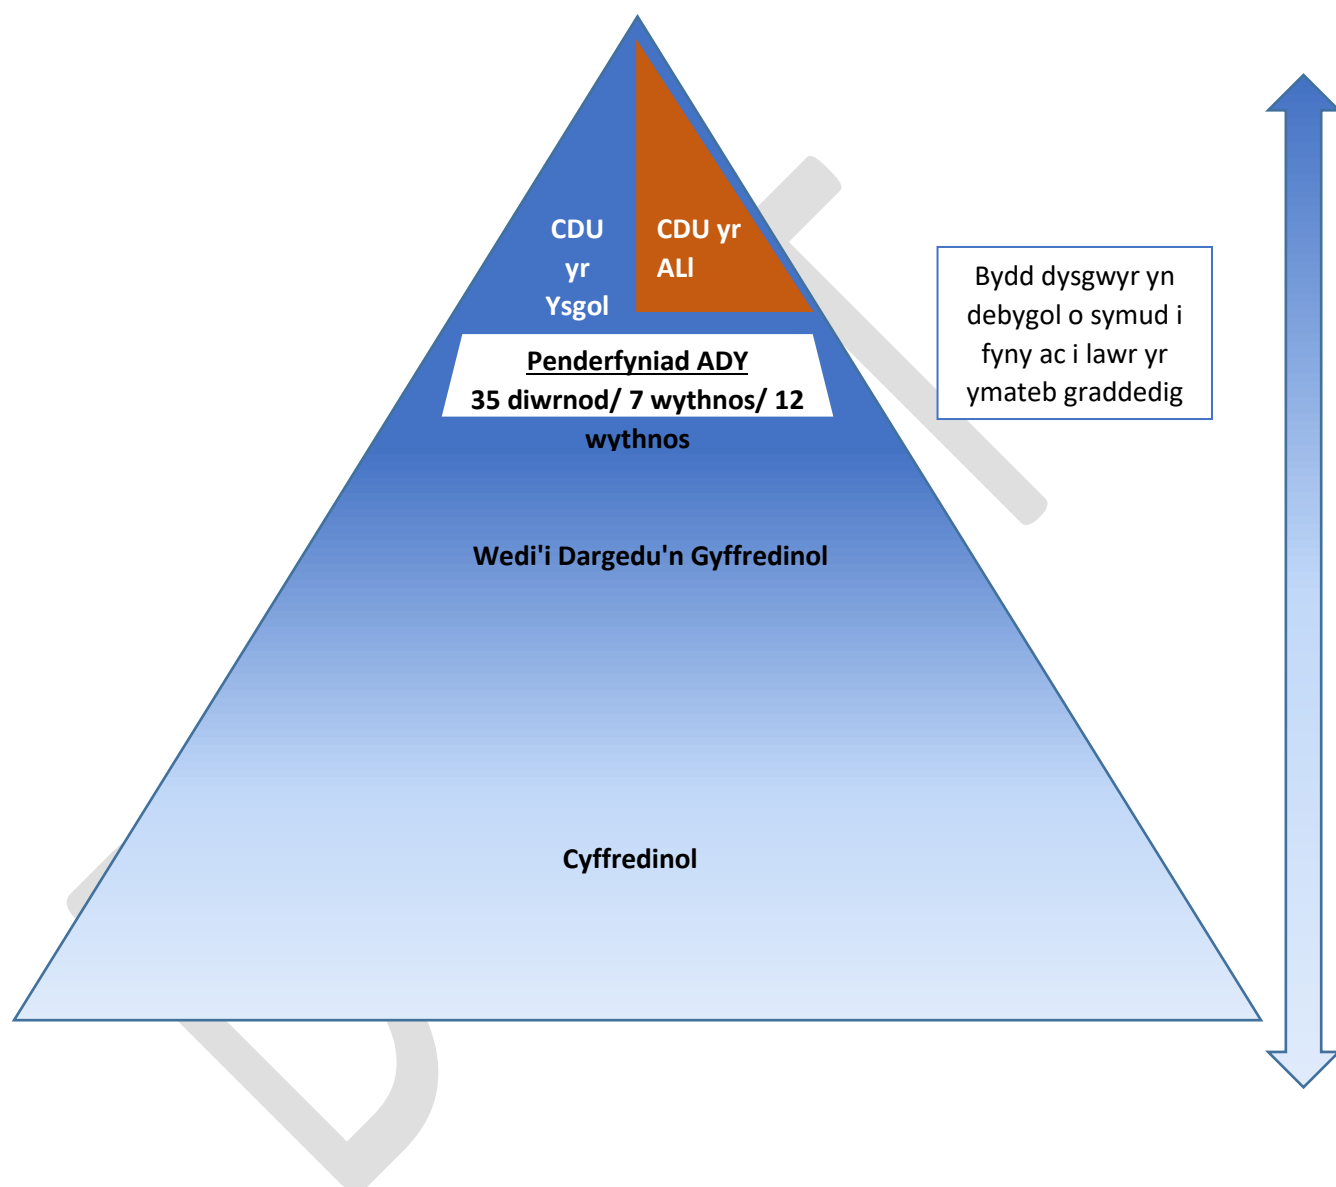 CDU
yr
Ysgol
CDU yr
ALl
Penderfyniad ADY
35 diwrnod/ 7 wythnos/ 12
wythnos
Wedi'i Dargedu'n Gyffredinol
Cyffredinol
Bydd dysgwyr yn
debygol o symud i
fyny ac i lawr yr
ymateb graddedig